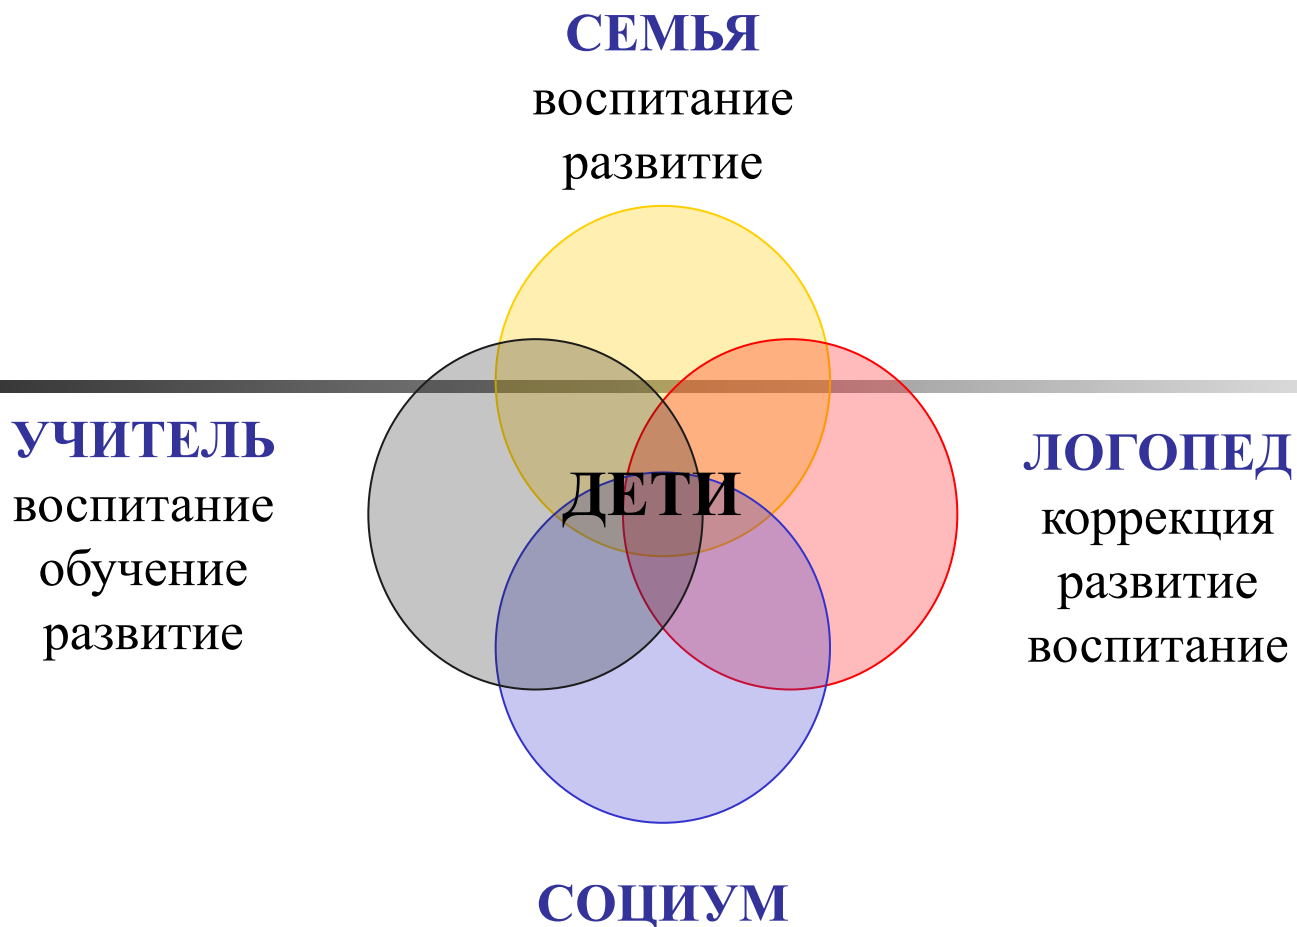 СЕМЬЯ
воспитание
развитие
УЧИТЕЛЬ
воспитание
обучение
развитие
ДЕТИ
ЛОГОПЕД
коррекция
развитие
воспитание
СОЦИУМ